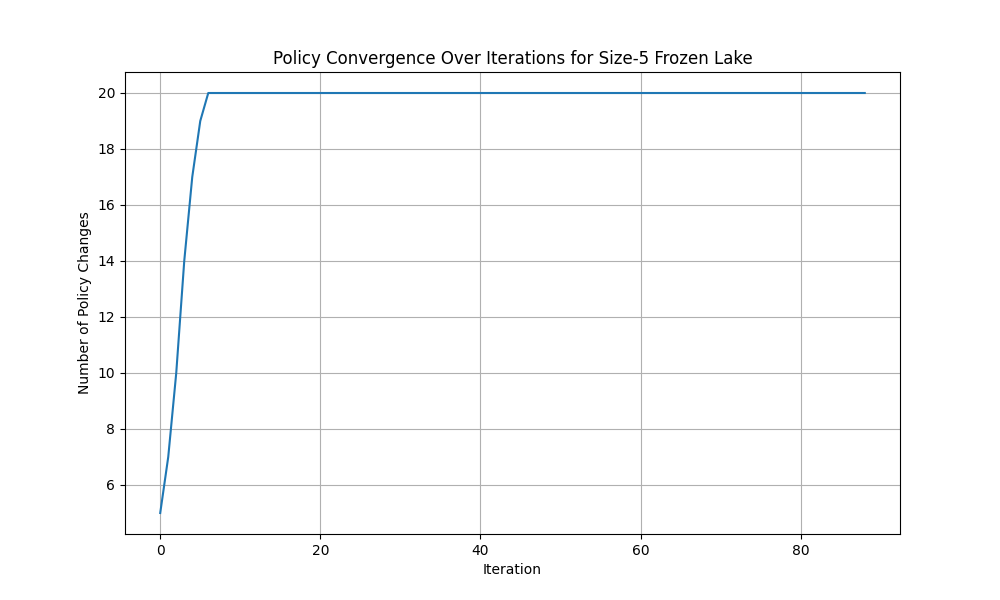 Policy Convergence Over Iterations for Size-5 Frozen Lake
Number of Policy Changes
20
18
16
14
12
10
8
6
0 20 40 60 80
Iteration